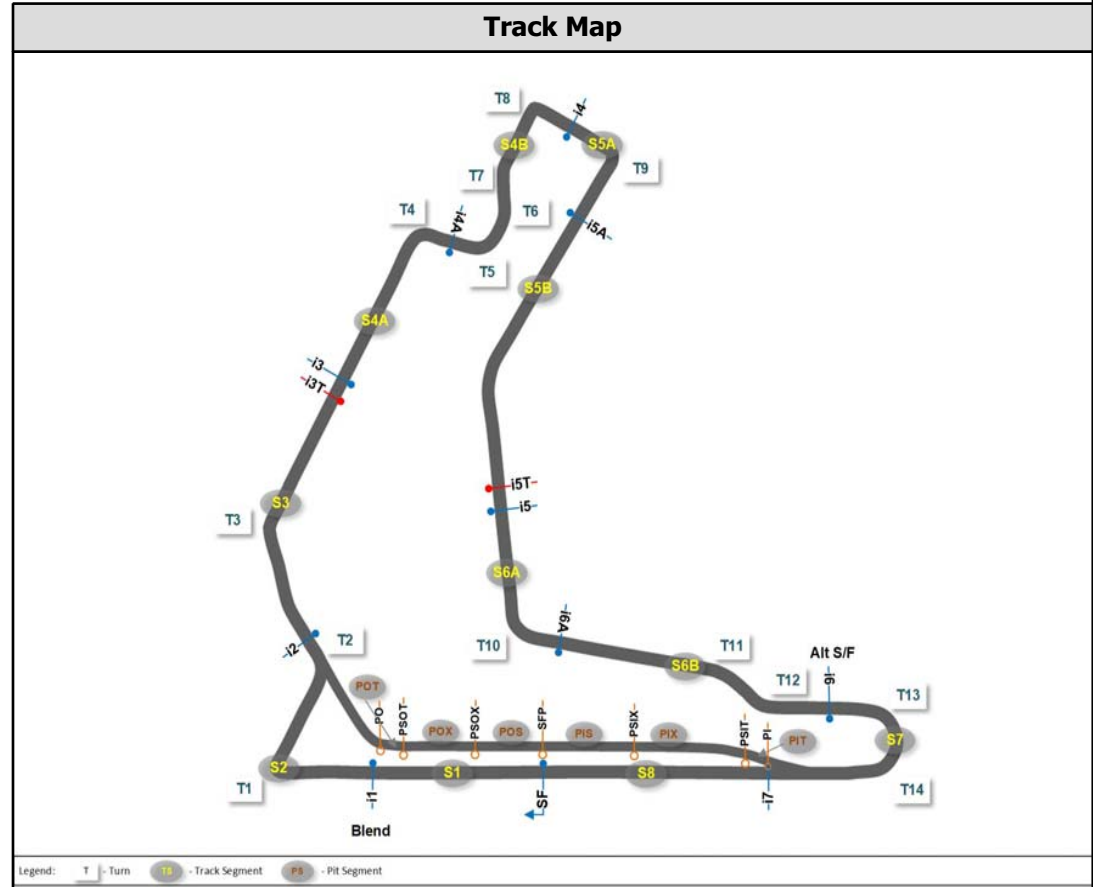 Track Map
T8
-i4
S4B
S5A
T9
T7
T4
-i4A-
T6
-i5A-
T5
S5B
S4A
-i3
-i3T-
-i5T-
S3
-i5-
T3
S6A
-i6A-
T10
T11
S6B
Alt S/F
-i2-
T2
T12
-i6-
T13
POT
-PO-
PSOT-
POX
PSOX-
POS
SFP-
PIS
PSIX-
PIX
PSIT-
PI-
PIT
S7
S2
S1
S8
T1
-i1
SF
-i7
T14
Blend
Legend: T - Turn TS - Track Segment PS - Pit Segment